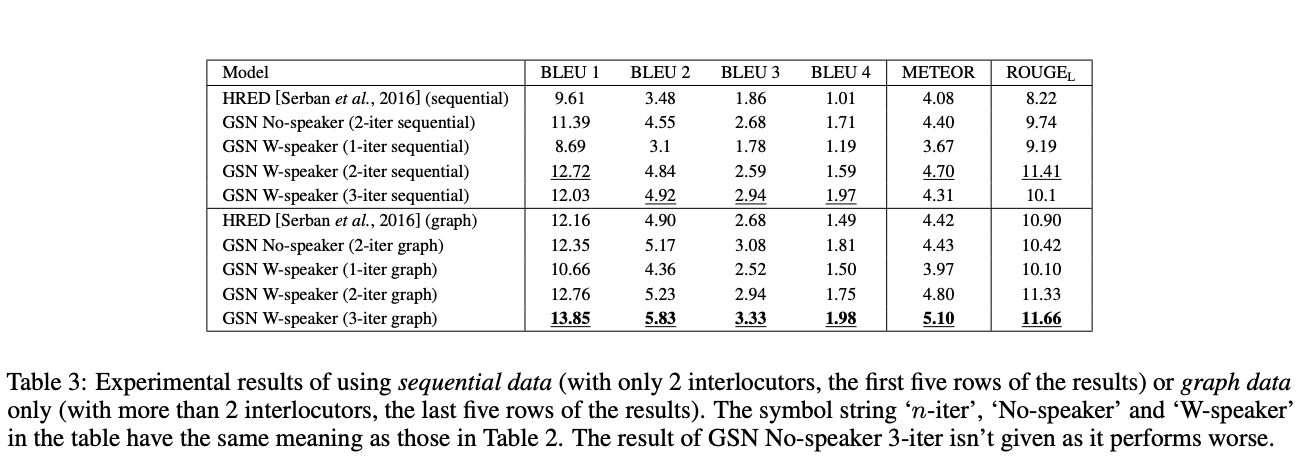 Model BLEU 1 BLEU 2 BLEU 3 BLEU 4 METEOR ROUGE_L
HRED [Serban et al., 2016] (sequential) 9.61 3.48 1.86 1.01 4.08 8.22
GSN No-speaker (2-iter sequential) 11.39 4.55 2.68 1.71 4.40 9.74
GSN W-speaker (1-iter sequential) 8.69 3.1 1.78 1.19 3.67 9.19
GSN W-speaker (2-iter sequential) 12.72 4.84 2.59 1.59 4.70 11.41
GSN W-speaker (3-iter sequential) 12.03 4.92 2.94 1.97 4.31 10.1
HRED [Serban et al., 2016] (graph) 12.16 4.90 2.68 1.49 4.42 10.90
GSN No-speaker (2-iter graph) 12.35 5.17 3.08 1.81 4.43 10.42
GSN W-speaker (1-iter graph) 10.66 4.36 2.52 1.50 3.97 10.10
GSN W-speaker (2-iter graph) 12.76 5.23 2.94 1.75 4.80 11.33
GSN W-speaker (3-iter graph) 13.85 5.83 3.33 1.98 5.10 11.66
Table 3: Experimental results of using sequential data (with only 2 interlocutors, the first five rows of the results) or graph data
only (with more than 2 interlocutors, the last five rows of the results). The symbol string ‘n-iter’, ‘No-speaker’ and ‘W-speaker’
in the table have the same meaning as those in Table 2. The result of GSN No-speaker 3-iter isn’t given as it performs worse.